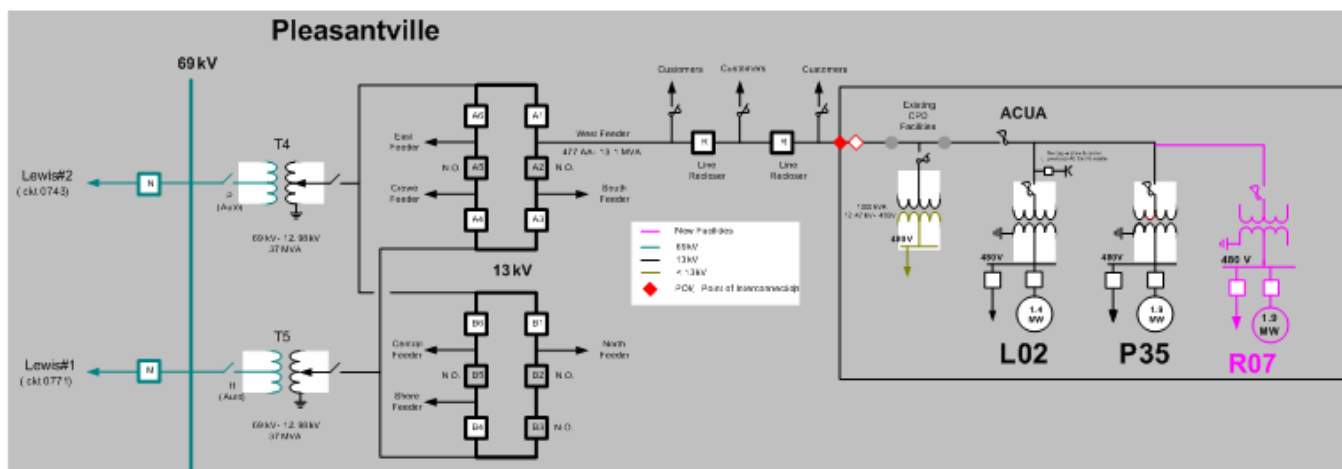 Pleasantville
69 kV
T4
Lewis#2
( ckt 0743)
N
P
(Auto)
69 kV- 12.98 kV
37 MVA
East
Feeder
Crowe
Feeder
A6
A1
N.O.
A5
A2
N.O.
A4
A3
West Feeder
477 AA- 13.1 MVA
South
Feeder
Customers
Customers
Customers
R
R
Line
Recloser
Line
Recloser
Existing
CPD
Facilities
ACUA
12.47 kV- 480V
480V
480V
1.4
MW
L02
480V
1.9
MW
P35
480 V
1.9
MW
R07
New Facilities
69kV
13kV
< 13kV
POI( Point of Interconnection
13 kV
T5
Lewis#1
( ckt 0771)
M
H
(Auto)
69 kV- 12.98 kV
37 MVA
Central
Feeder
B6
B1
North
Feeder
N.O.
B5
B2
N.O.
Shore
Feeder
B4
B3
N.O.